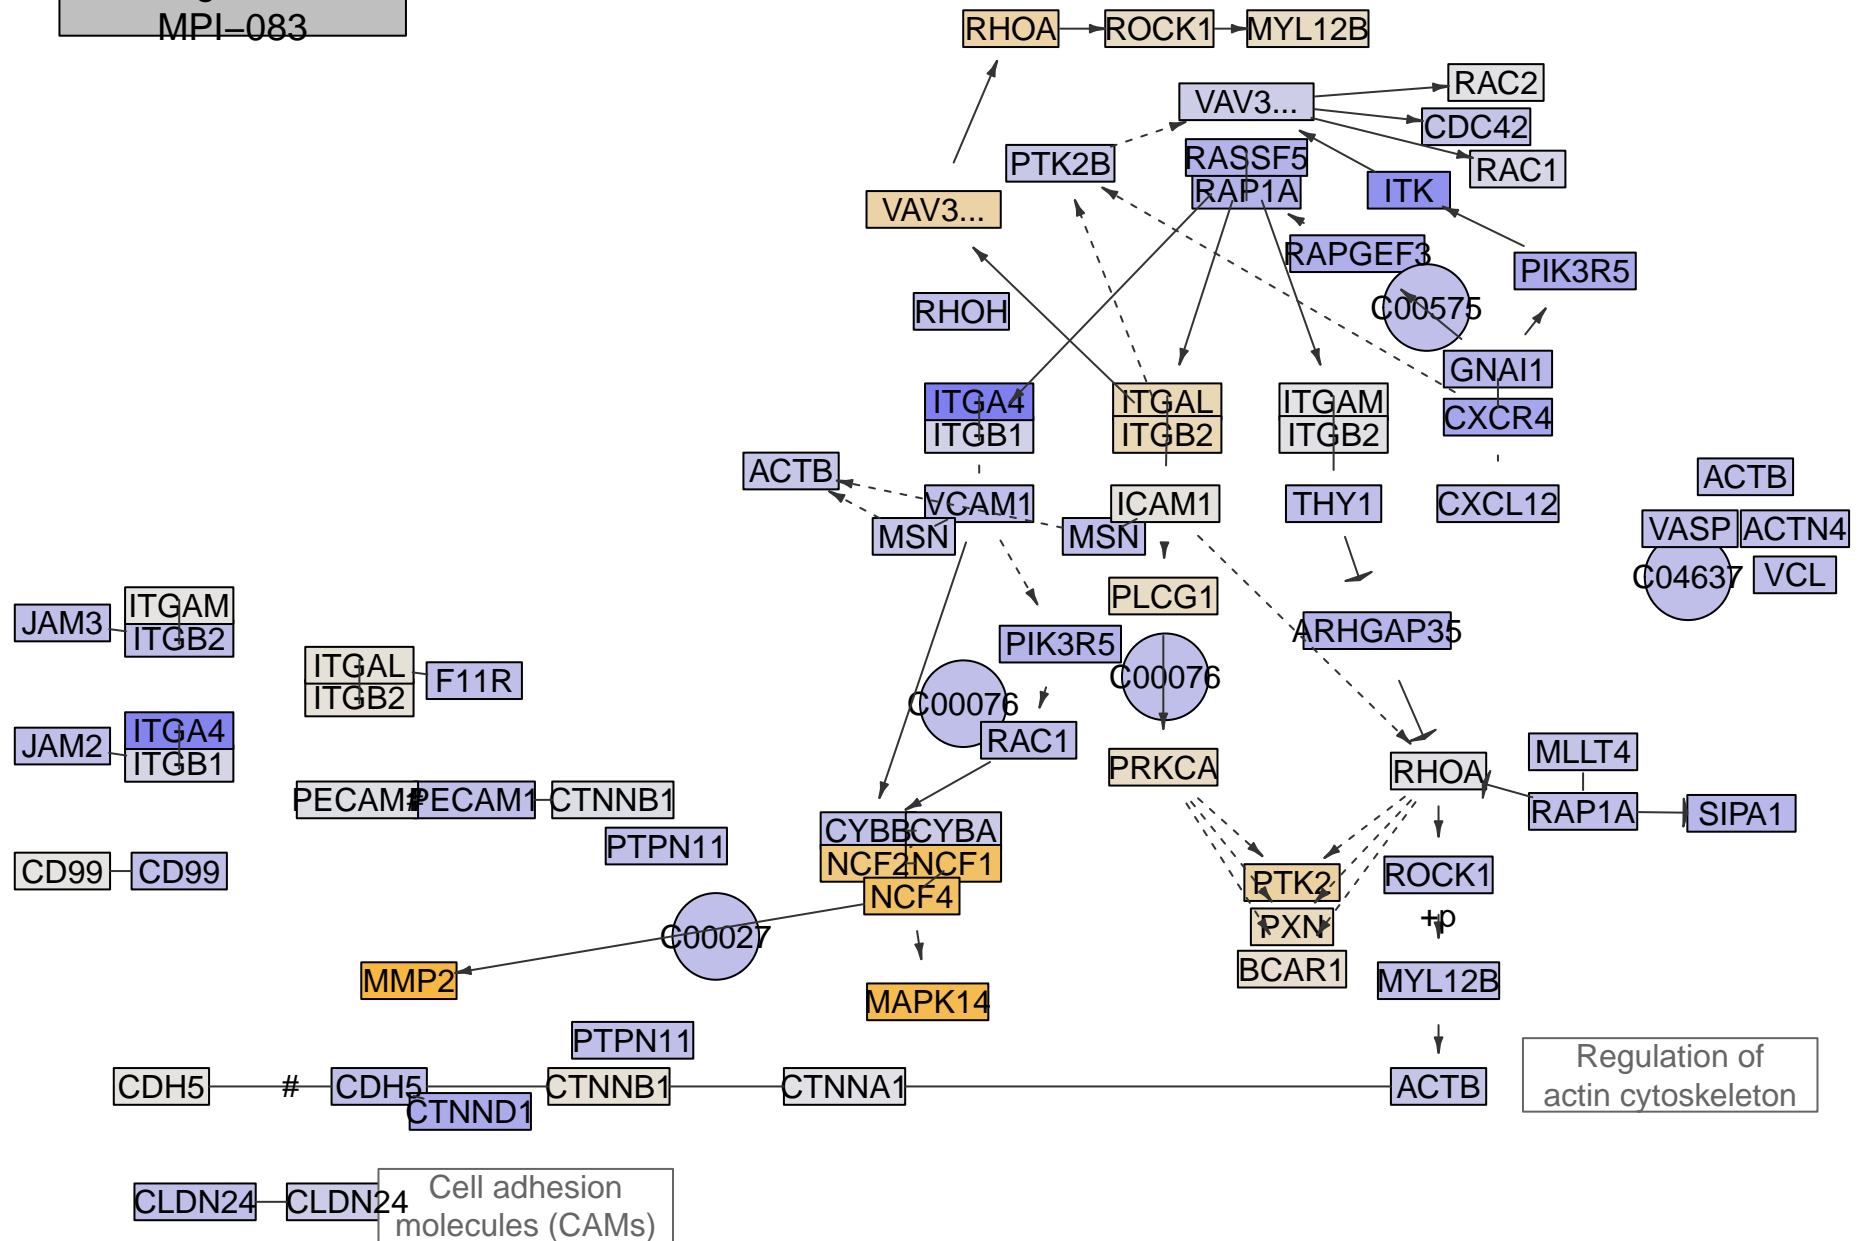 MPI−083
RHOA
ROCK1
MYL12B
RAC2
VAV3...
CDC42
PTK2B
RASSF5
RAC1
RAP1A
ITK
VAV3...
RAPGEF3
PIK3R5
RHOH
C00575
GNAI1
ITGA4
ITGAL
ITGAM
CXCR4
ITGB1
ITGB2
ITGB2
ACTB
ACTB
VCAM1
ICAM1
THY1
CXCL12
MSN
MSN
VASP
ACTN4
C04637
VCL
PLCG1
ITGAM
JAM3
ITGB2
ARHGAP35
PIK3R5
ITGAL
F11R
C00076
ITGB2
C00076
ITGA4
JAM2
RAC1
MLLT4
ITGB1
PRKCA
RHOA
PECAM1
#
PECAM1
CTNNB1
RAP1A
SIPA1
CYBB
CYBA
PTPN11
NCF2
NCF1
CD99
CD99
PTK2
ROCK1
NCF4
+p
PXN
C00027
BCAR1
MMP2
MYL12B
MAPK14
PTPN11
Regulation of
actin cytoskeleton
CDH5
#
CDH5
CTNNB1
CTNNA1
ACTB
CTNND1
CLDN24
CLDN24
Cell adhesion
molecules (CAMs)